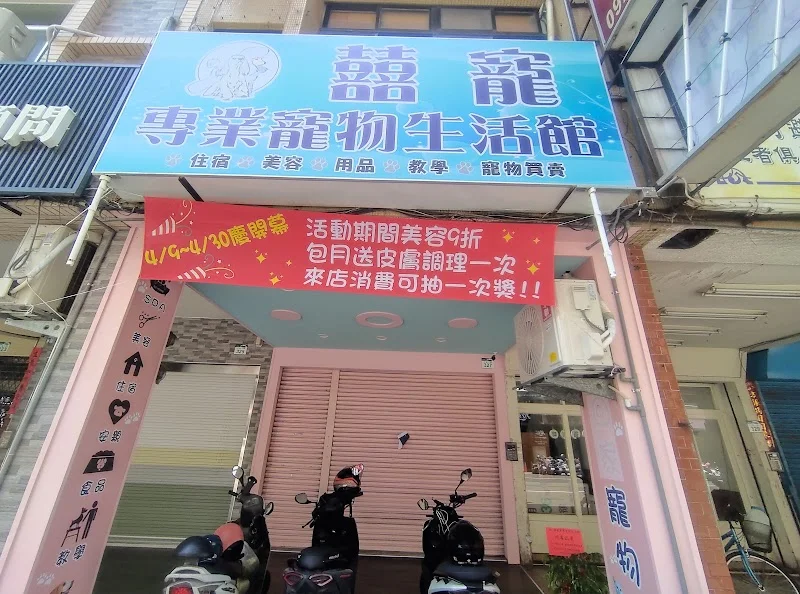 囍寵
專業寵物生活館
住宿 美容 用品 教學 寵物買賣
4/9~4/30慶開幕
活動期間美容9折
包月送皮膚調理一次
來店消費可抽一次獎!!
SPA
美容
住宿
安親
食品
教學
寵物
問
09